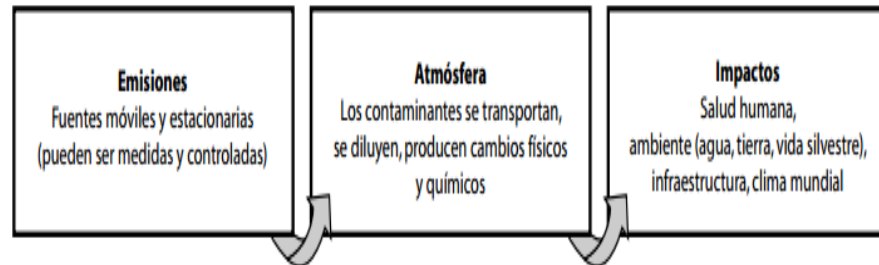 Emisiones
Fuentes móviles y estacionarias
(pueden ser medidas y controladas)
Atmósfera
Los contaminantes se transportan,
se diluyen, producen cambios físicos
y químicos
Impactos
Salud humana,
ambiente (agua, tierra, vida silvestre),
infraestructura, clima mundial